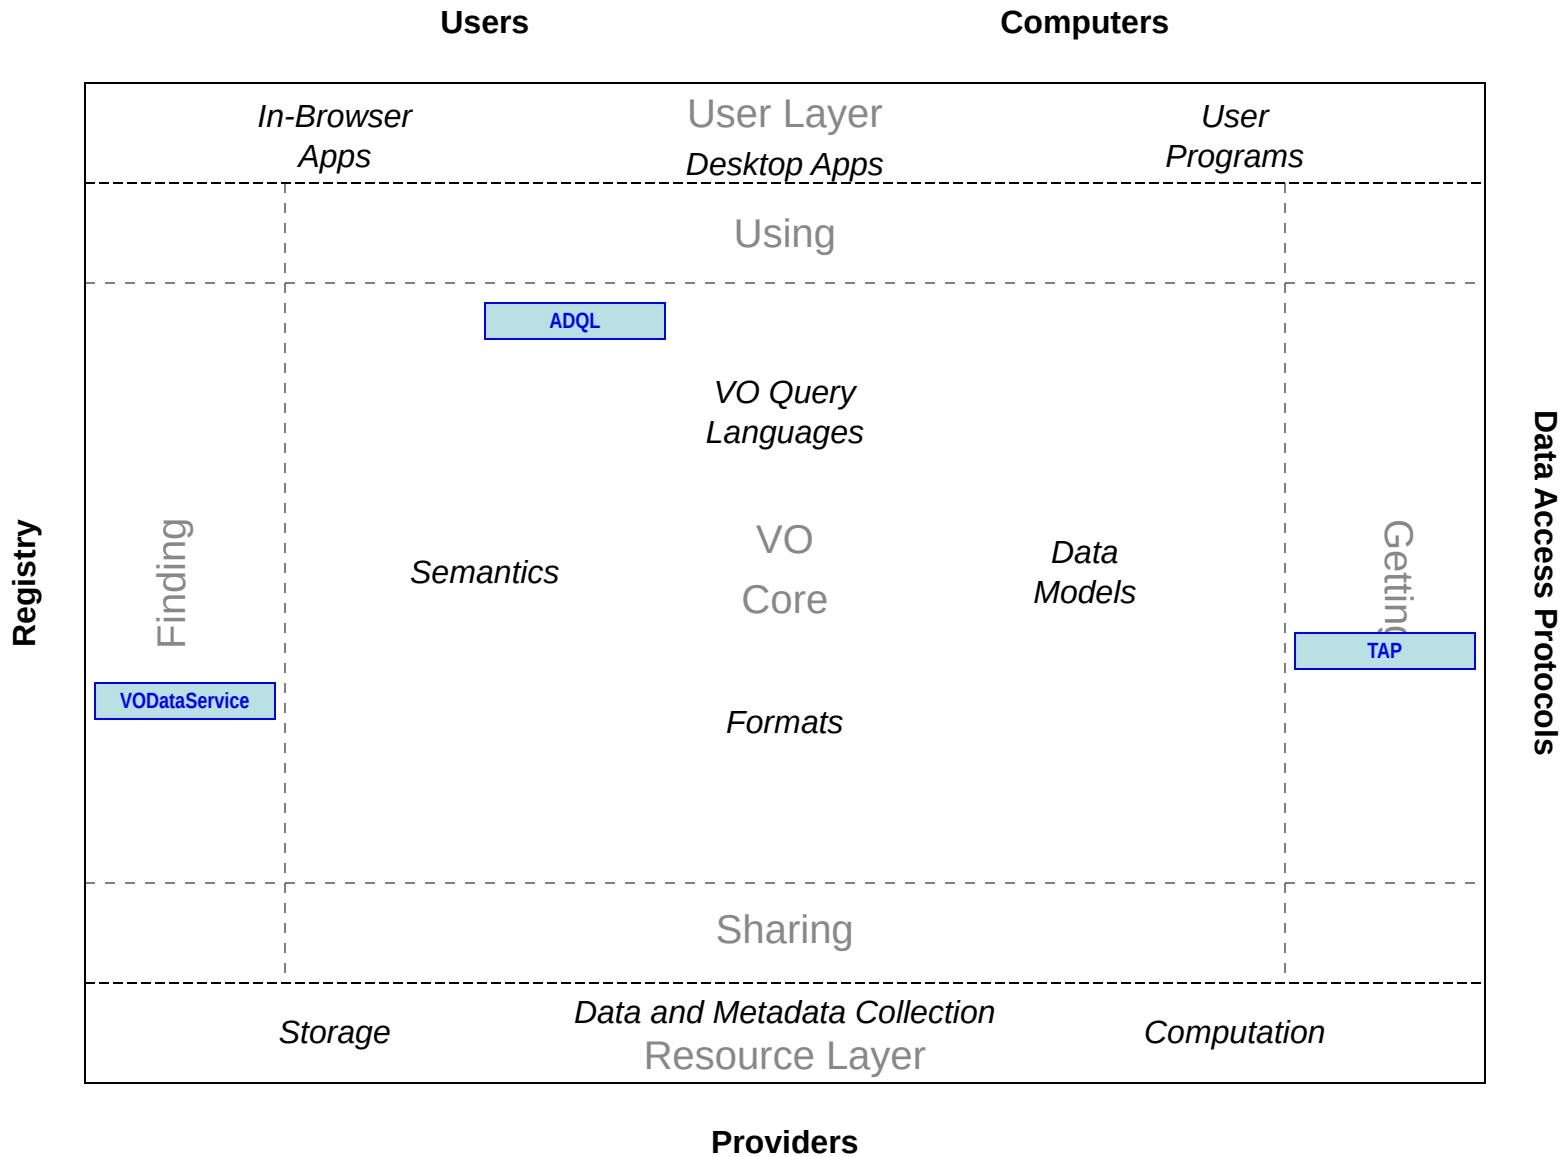 Users
Computers
In-Browser
Apps
User Layer
Desktop Apps
User
Programs
Using
ADQL
VO Query
Languages
Registry
Finding
Semantics
VO
Core
Data
Models
Getting
Data Access Protocols
TAP
VODataService
Formats
Sharing
Storage
Data and Metadata Collection
Resource Layer
Computation
Providers